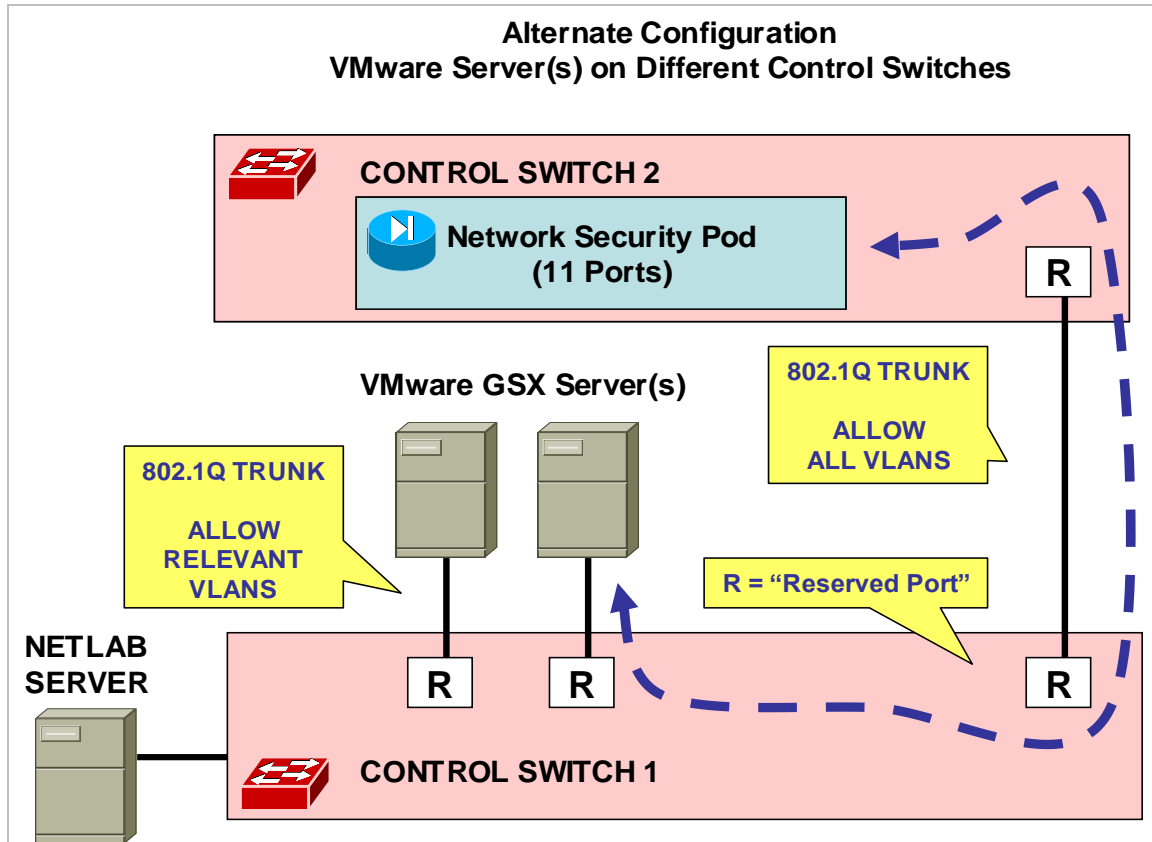 Alternate Configuration
VMware Server(s) on Different Control Switches
CONTROL SWITCH 2
Network Security Pod
(11 Ports)
R
VMware GSX Server(s)
802.1Q TRUNK
ALLOW
ALL VLANS
802.1Q TRUNK
ALLOW
RELEVANT
VLANS
R = “Reserved Port”
NETLAB
SERVER
R
R
R
CONTROL SWITCH 1